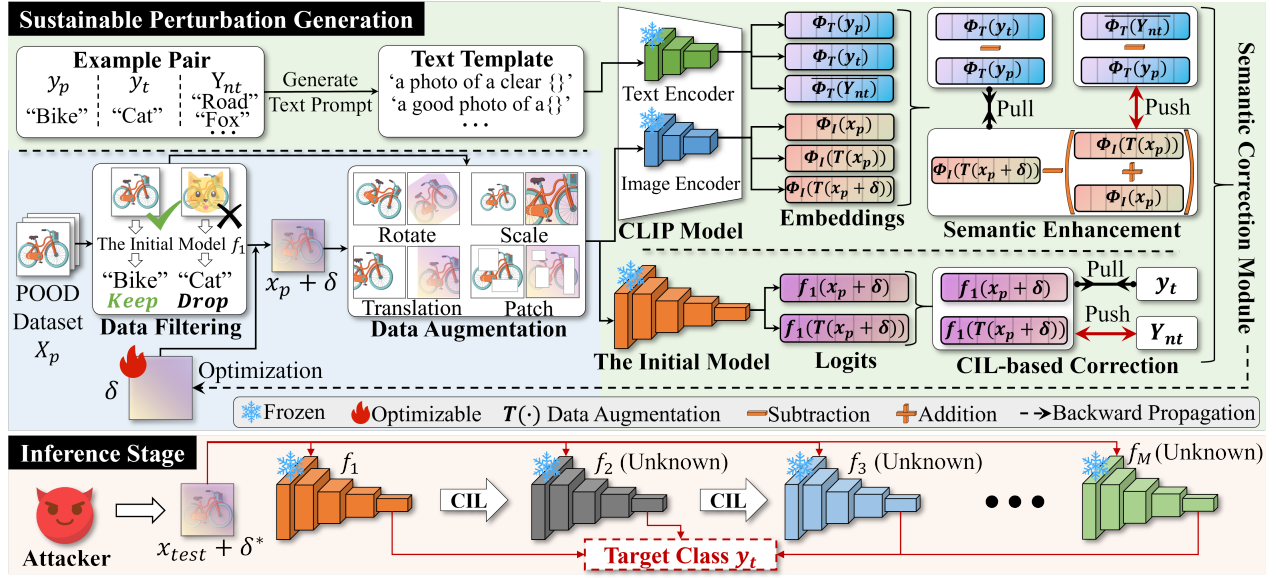 Sustainable Perturbation Generation
Example Pair
y_p y_t Y_nt
"Bike" "Cat" "Road"
"Fox"
...
Generate
Text Prompt
Text Template
'a photo of a clear {}'
'a good photo of a{}'
...
Text Encoder
Image Encoder
CLIP Model
Φ_T(y_p)
Φ_T(y_t)
\overline{Φ_T(Y_nt)}
Φ_I(x_p)
Φ_I(T(x_p))
Φ_I(T(x_p + δ))
Embeddings
Φ_T(y_t)
Φ_T(y_p)
\overline{Φ_T(Y_nt)}
Φ_T(y_p)
Pull
Push
Φ_I(T(x_p + δ))
Φ_I(T(x_p))
Φ_I(x_p)
Semantic Enhancement
Semantic Correction Module
POOD
Dataset
X_p
The Initial Model f_1
"Bike" "Cat"
Keep Drop
Data Filtering
x_p + δ
Rotate Scale
Translation Patch
Data Augmentation
δ
Optimization
The Initial Model
f_1(x_p + δ)
f_1(T(x_p + δ))
Logits
f_1(x_p + δ)
f_1(T(x_p + δ))
CIL-based Correction
Pull
y_t
Push
Y_nt
Frozen Optimizable T(·) Data Augmentation Subtraction Addition Backward Propagation
Inference Stage
Attacker
x_test + δ*
f_1
CIL
f_2 (Unknown)
CIL
f_3 (Unknown)
f_M (Unknown)
Target Class y_t